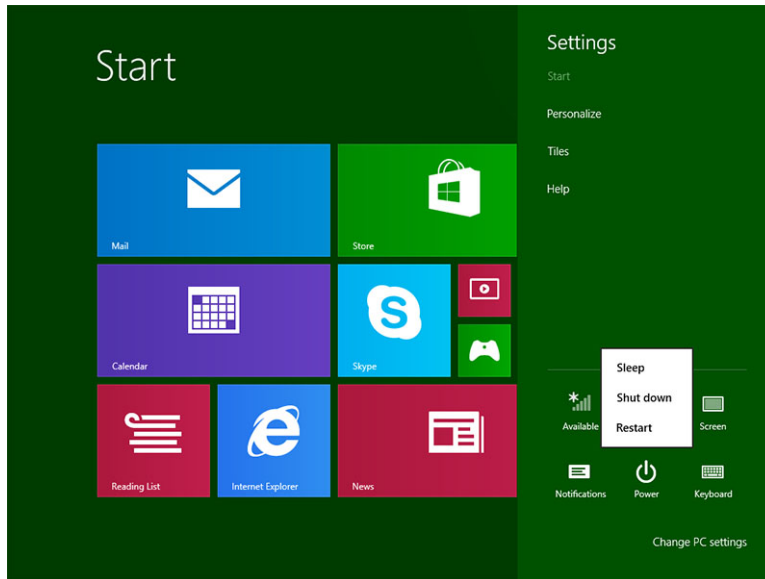 Start
Mail
Store
Calendar
Skype
Reading List
Internet Explorer
News
Settings
Start
Personalize
Tiles
Help
Sleep
Shut down
Restart
Available
Screen
Notifications
Power
Keyboard
Change PC settings